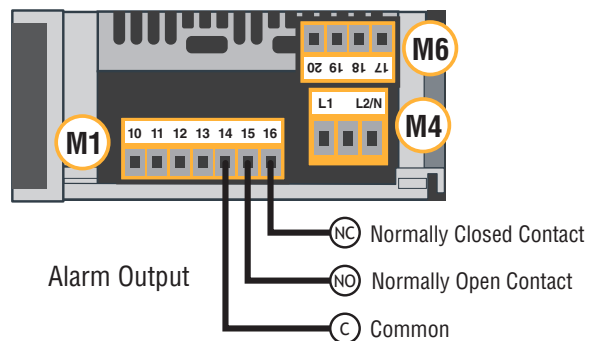 20 19 18 17
M6
L1 L2/N
M4
M1
10 11 12 13 14 15 16
NC Normally Closed Contact
Alarm Output
NO Normally Open Contact
C Common